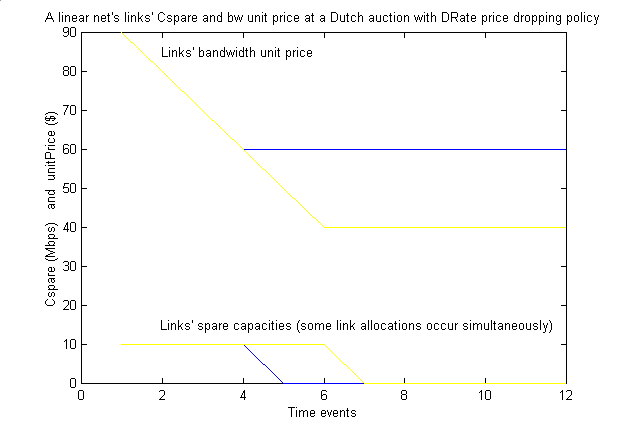 A linear net's links' Cspare and bw unit price at a Dutch auction with DRate price dropping policy
90
80
70
60
50
40
30
20
10
0
Cspare (Mbps) and unitPrice ($)
Links' bandwidth unit price
Links' spare capacities (some link allocations occur simultaneously)
0 2 4 6 8 10 12
Time events